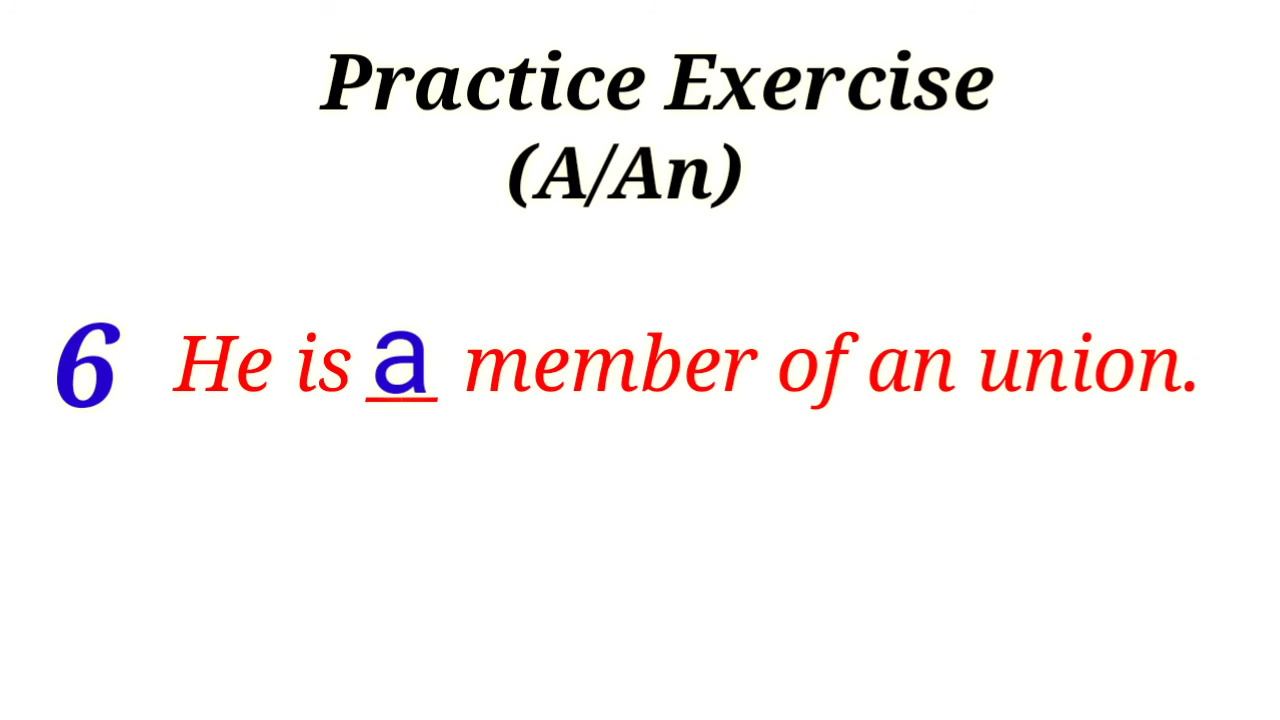 Practice Exercise
(A/An)
6 He is a member of an union.